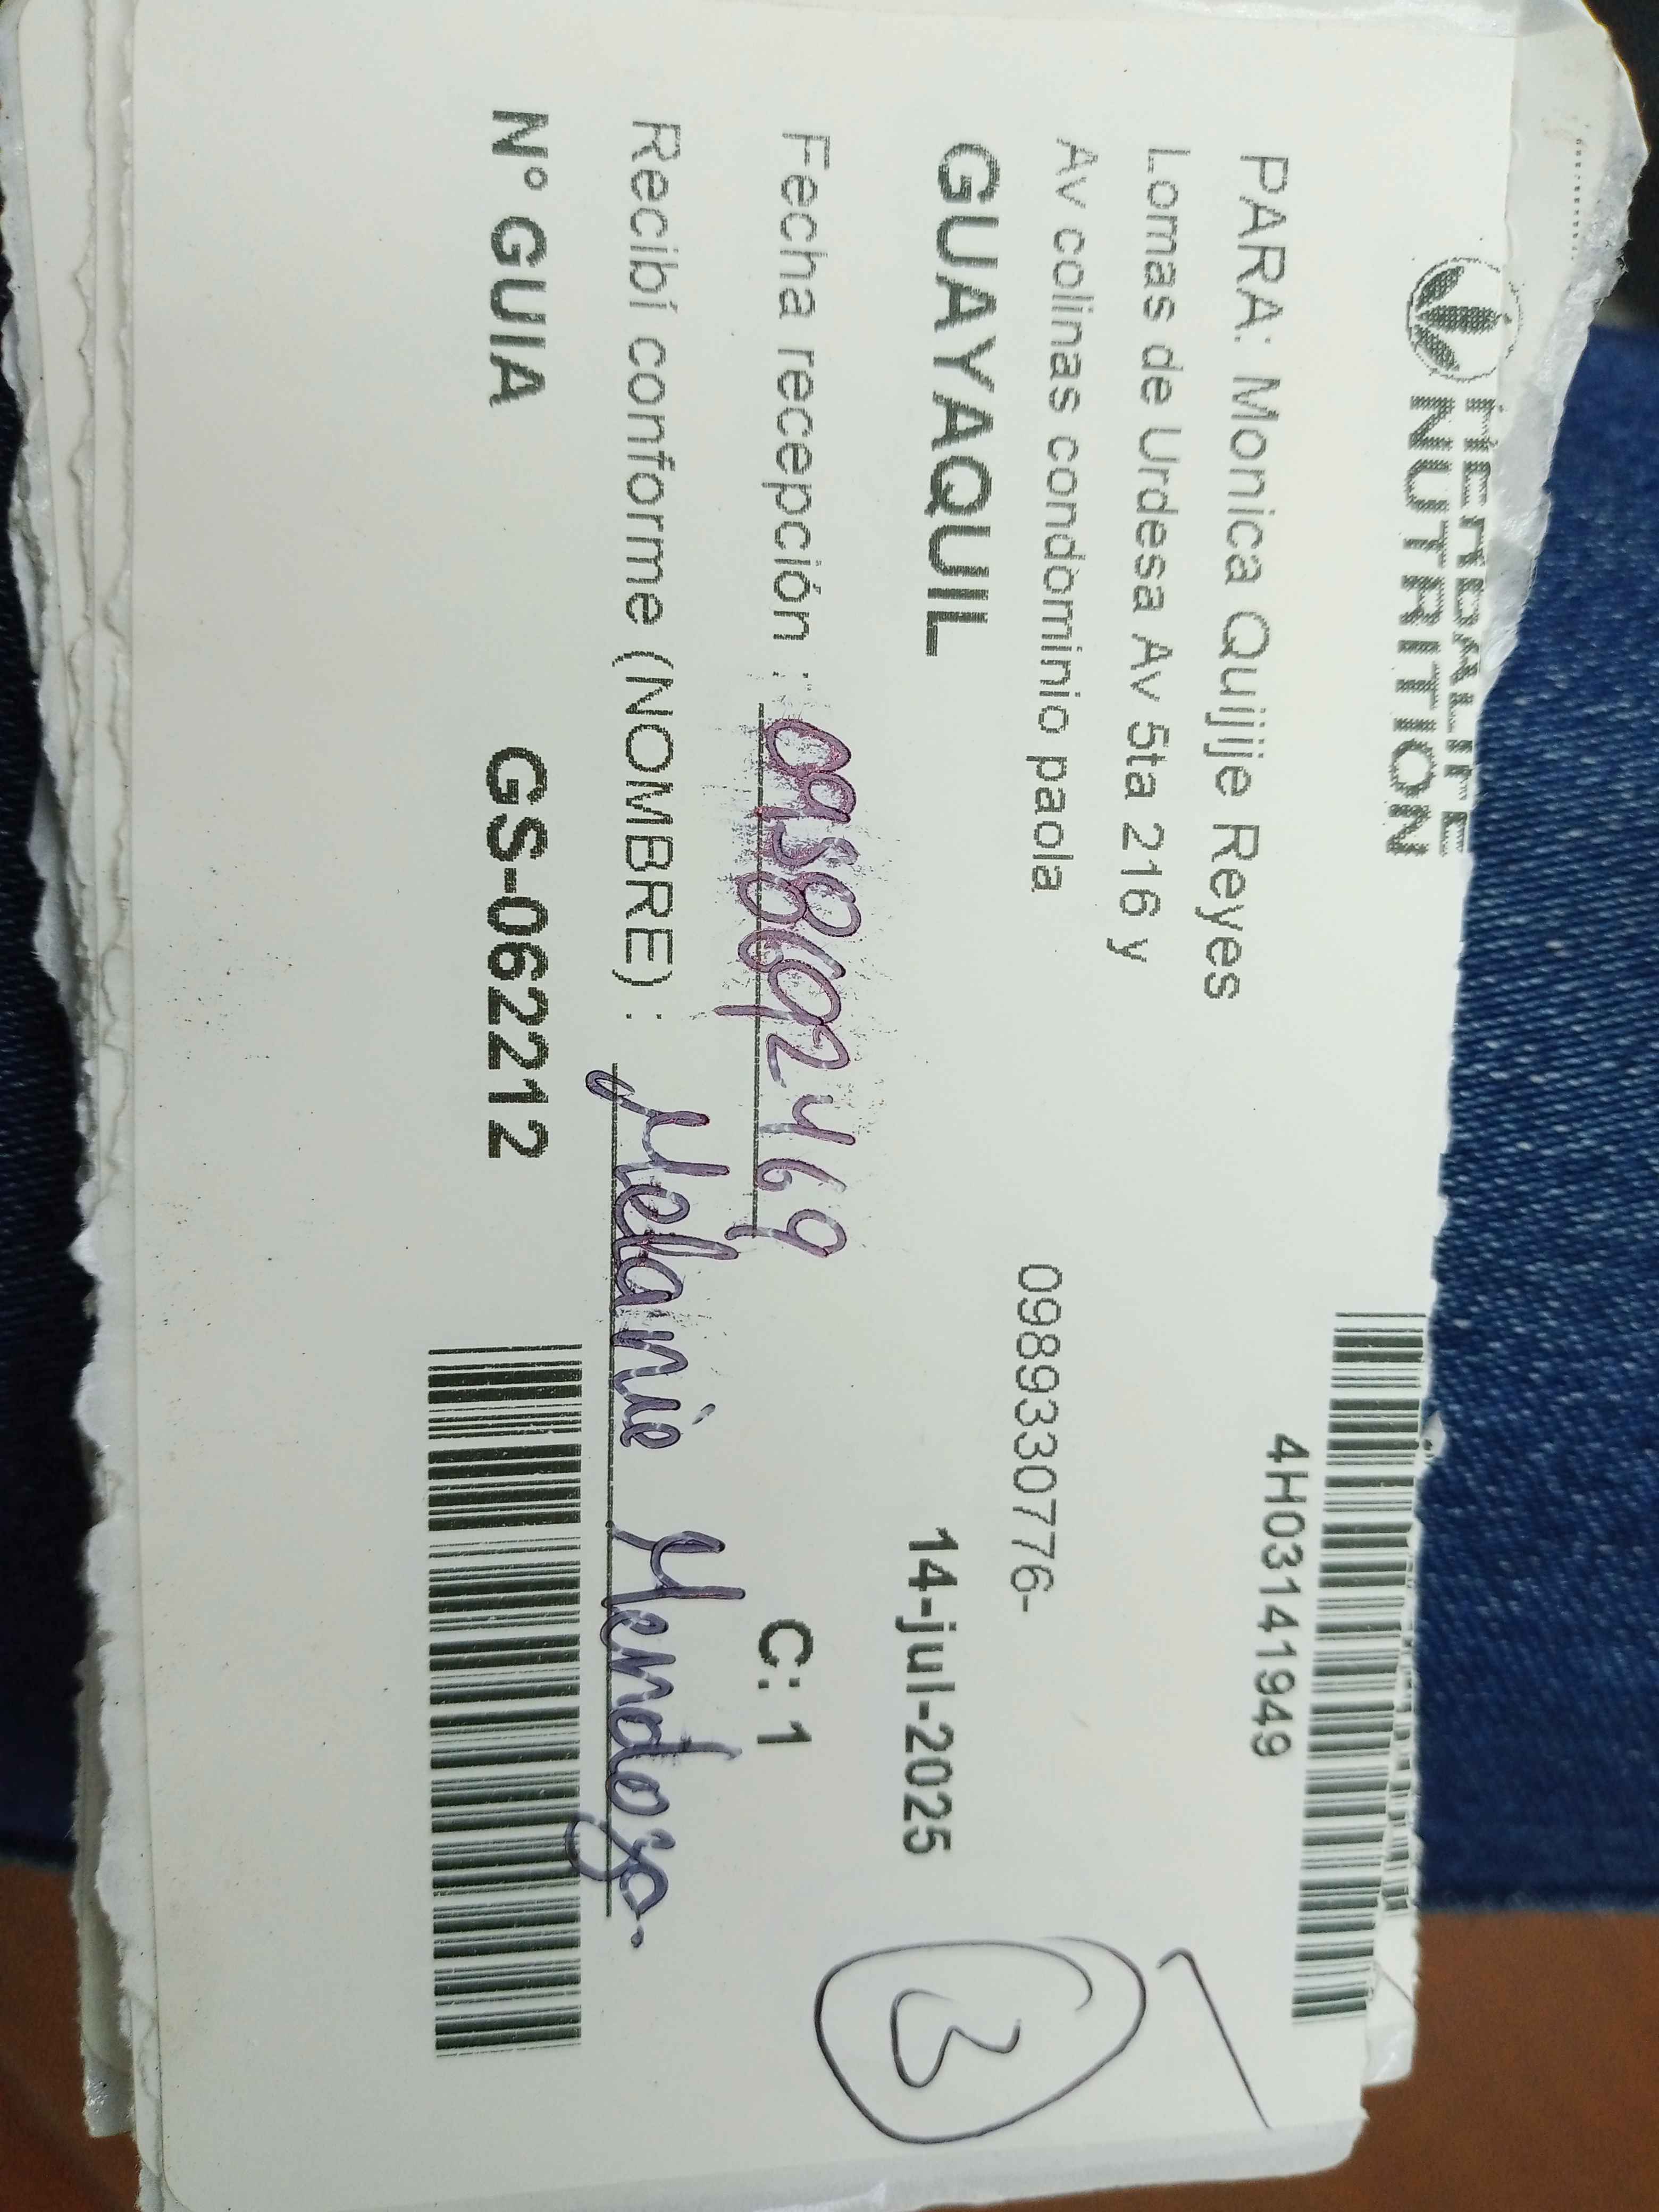 HERBALIFE
NUTRITION
4H03141949
PARA: Monica Quijije Reyes
Lomas de Urdesa Av 5ta 216 y
Av colinas condominio paola 0989330776-
GUAYAQUIL 14-jul-2025
3
Fecha recepción : C: 1
Recibí conforme (NOMBRE) : Melanie Mendoza.
N° GUIA GS-062212